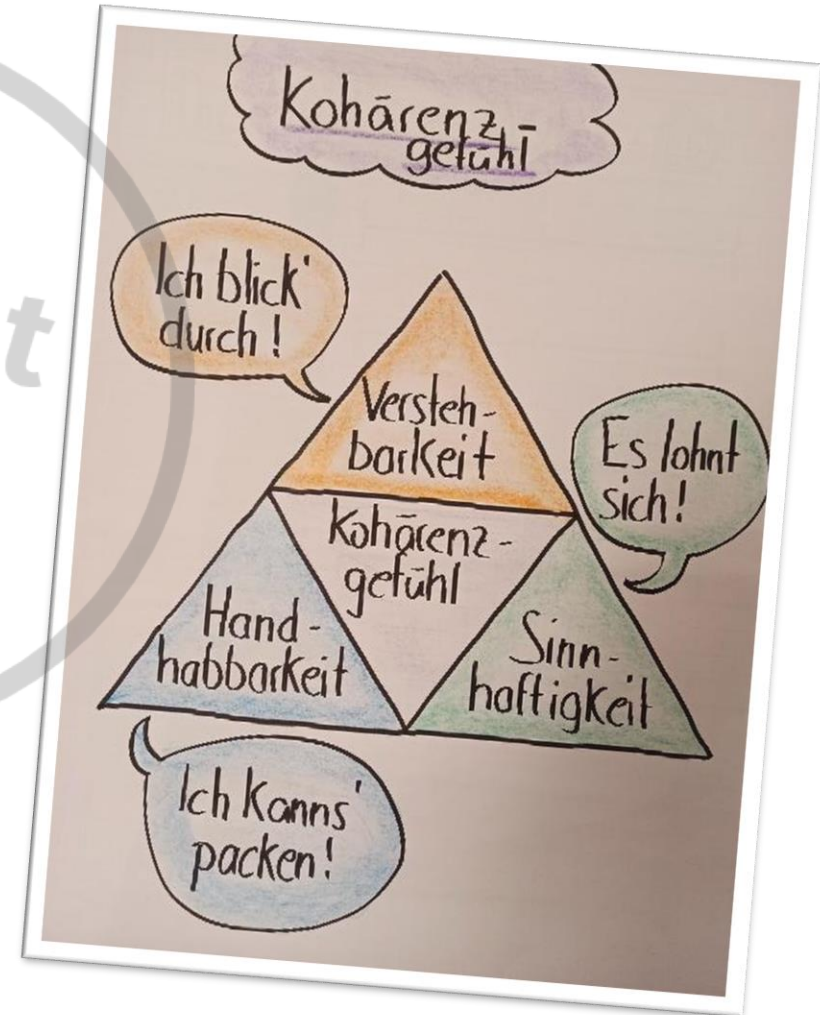 Kohärenz-
gefühl
Ich blick'
durch!
Versteh-
barkeit
Es lohnt
sich!
Kohärenz-
gefühl
Hand-
habbarkeit
Sinn-
haftigkeit
Ich kanns'
packen!
t